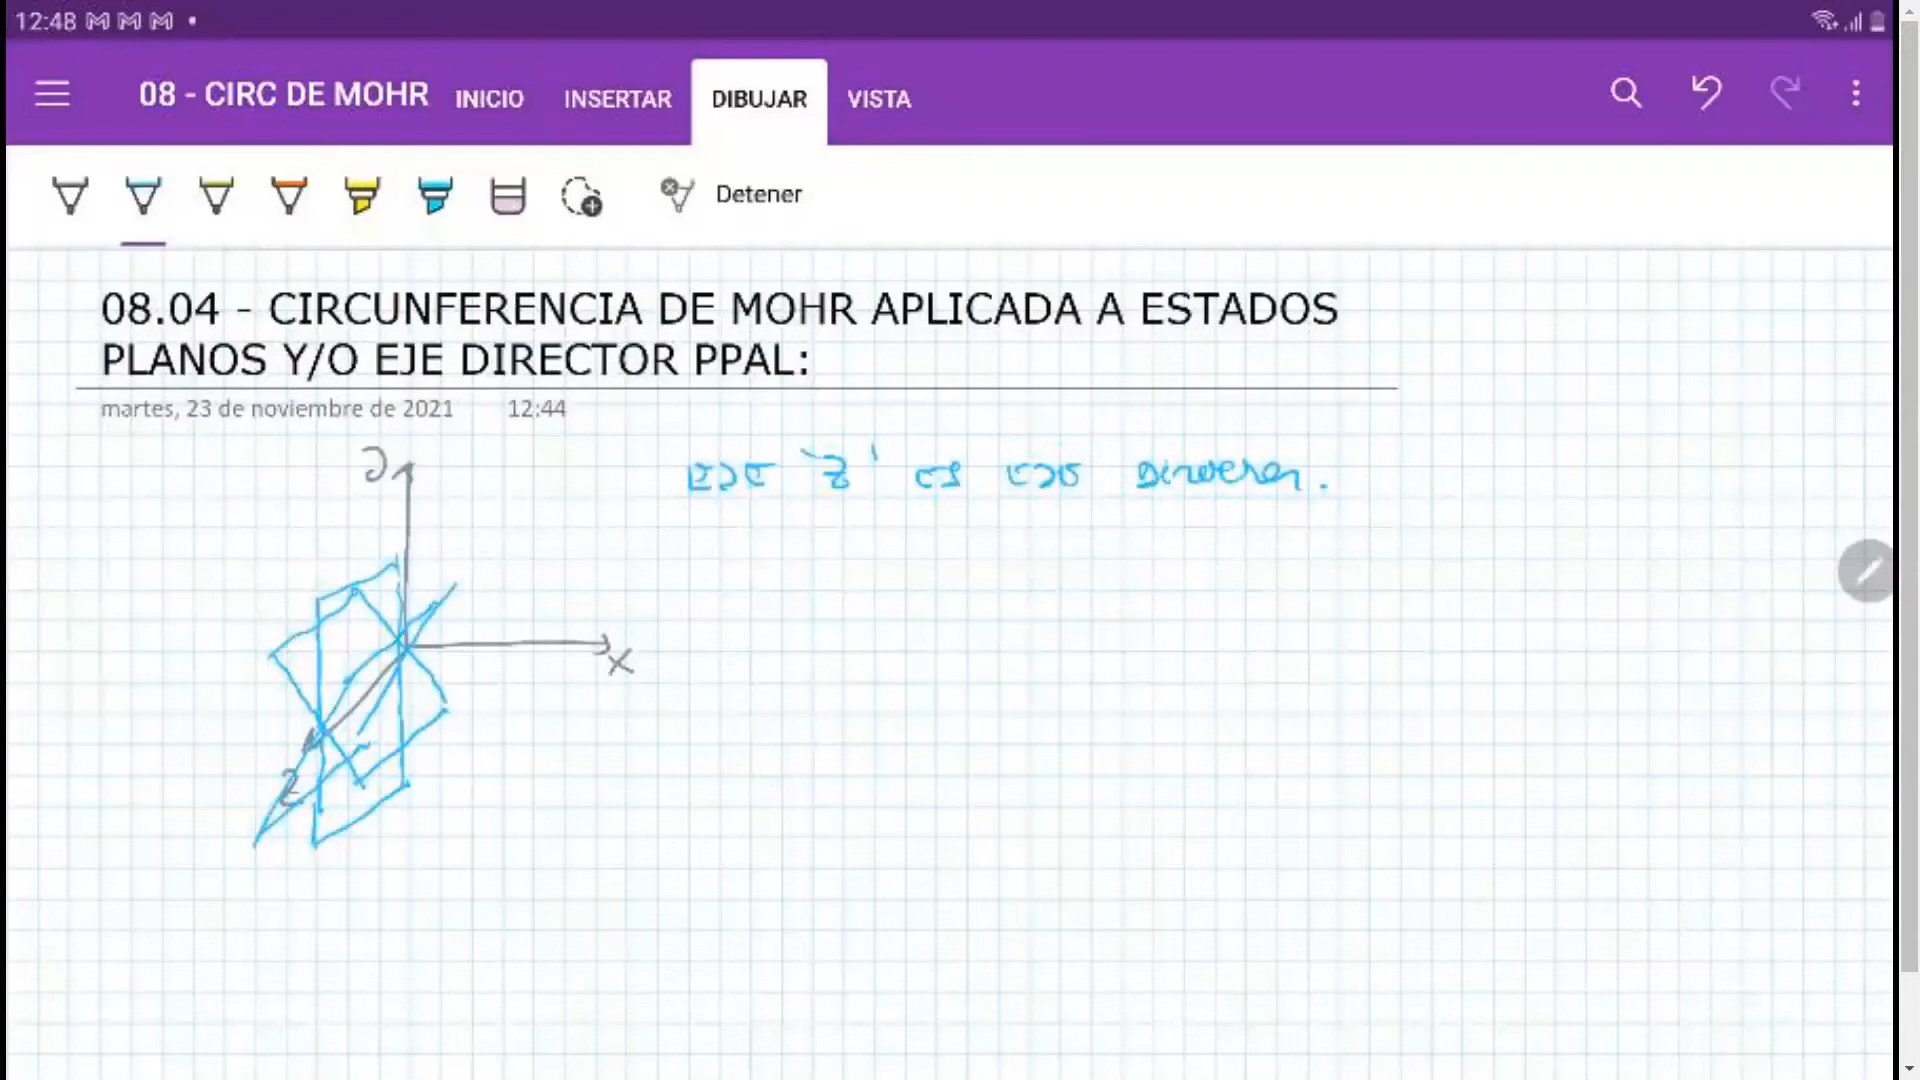 12:48
08 - CIRC DE MOHR INICIO INSERTAR DIBUJAR VISTA
Detener
08.04 - CIRCUNFERENCIA DE MOHR APLICADA A ESTADOS
PLANOS Y/O EJE DIRECTOR PPAL:
martes, 23 de noviembre de 2021 12:44
EJE 'Z' ES EJE DIRECTOR.
J
X
Z